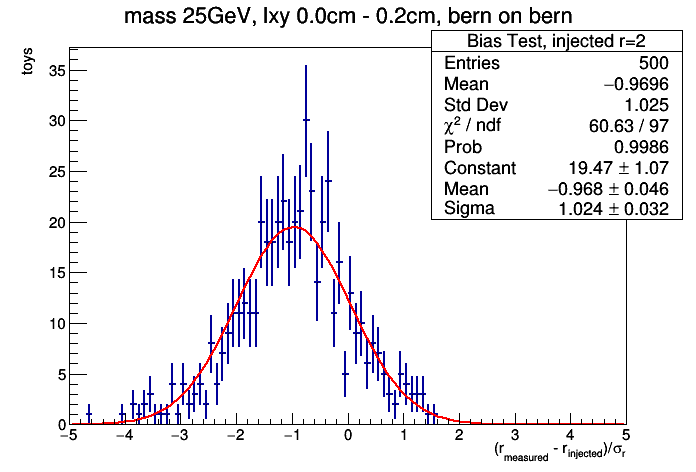 mass 25GeV, lxy 0.0cm - 0.2cm, bern on bern
Bias Test, injected r=2
Entries 500
Mean −0.9696
Std Dev 1.025
χ² / ndf 60.63 / 97
Prob 0.9986
Constant 19.47 ± 1.07
Mean −0.968 ± 0.046
Sigma 1.024 ± 0.032
toys
35
30
25
20
15
10
5
0
−5 −4 −3 −2 −1 0 1 2 3 4 5
(r_measured - r_injected)/σ_r